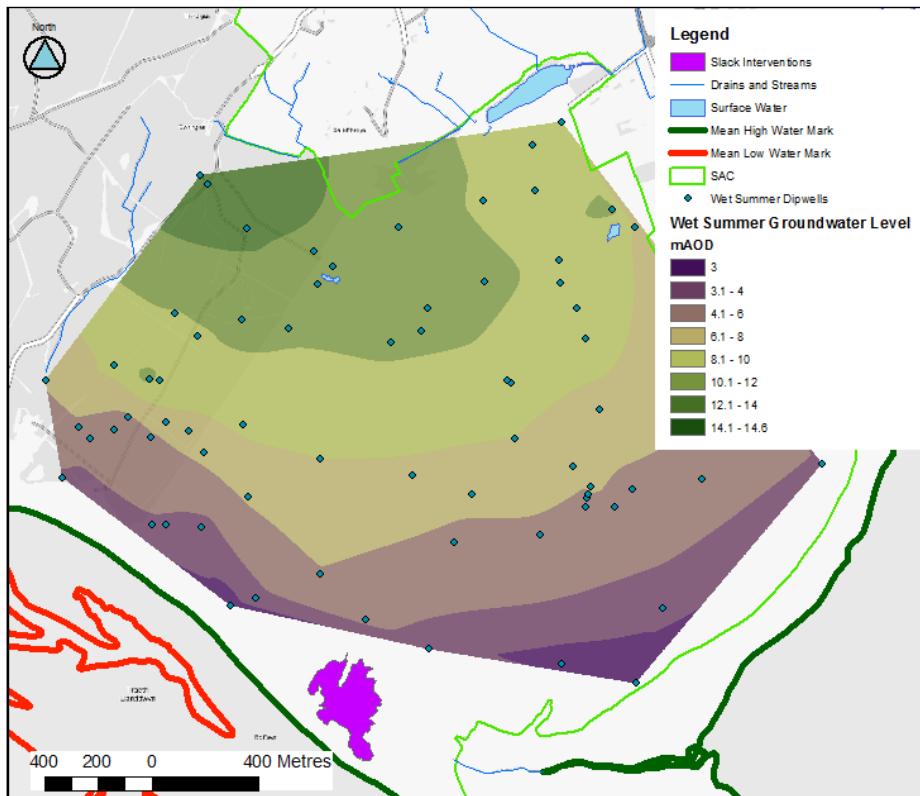 North
Legend
Slack Interventions
Drains and Streams
Surface Water
Mean High Water Mark
Mean Low Water Mark
SAC
Wet Summer Dipwells
Wet Summer Groundwater Level
mAOD
3
3.1 - 4
4.1 - 6
6.1 - 8
8.1 - 10
10.1 - 12
12.1 - 14
14.1 - 14.6
400 200 0 400 Metres